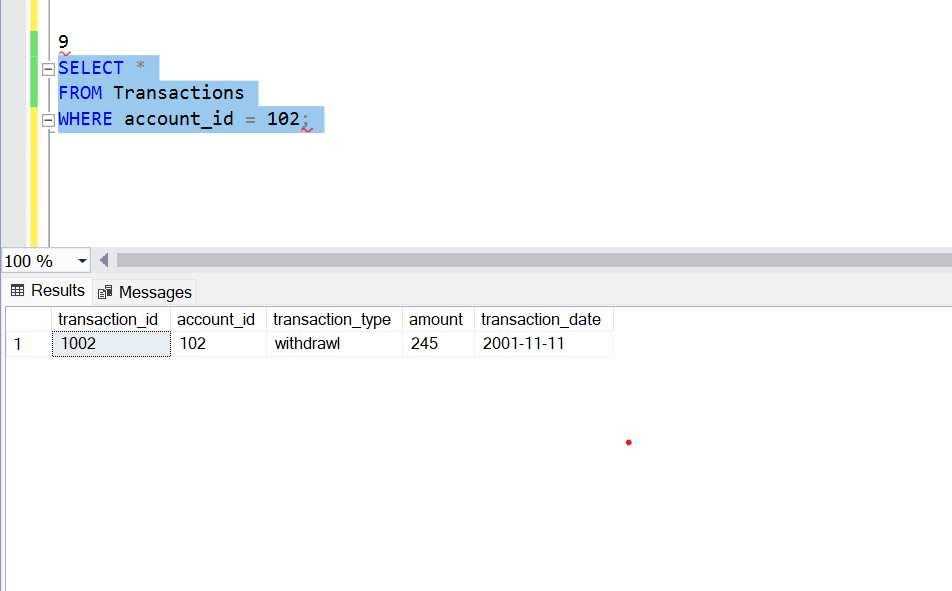 9
SELECT *
FROM Transactions
WHERE account_id = 102;
100 %
Results Messages
transaction_id account_id transaction_type amount transaction_date
1 1002 102 withdrawl 245 2001-11-11